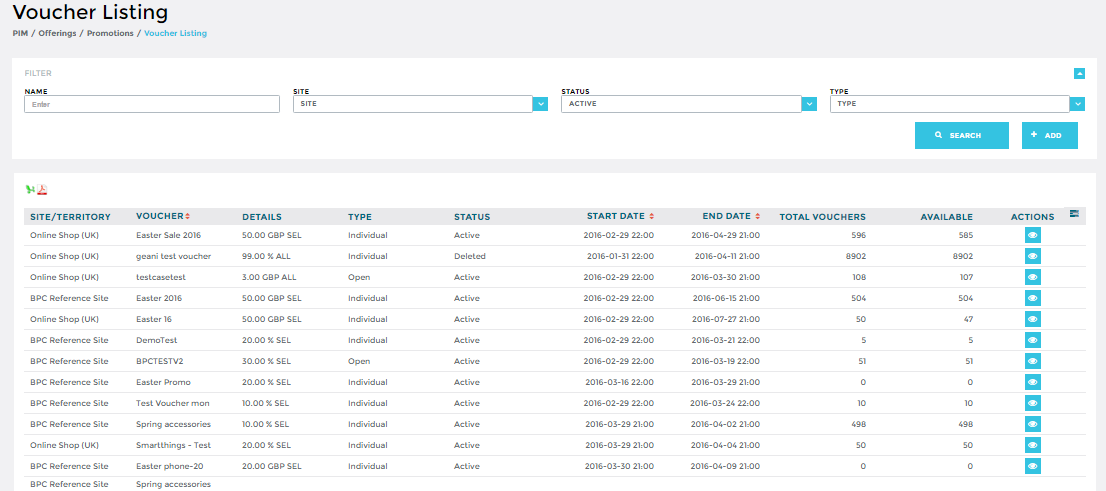 Voucher Listing
PIM / Offerings / Promotions / Voucher Listing
FILTER
NAME SITE STATUS TYPE
Enter SITE ACTIVE TYPE
SEARCH + ADD
SITE/TERRITORY VOUCHER DETAILS TYPE STATUS START DATE END DATE TOTAL VOUCHERS AVAILABLE ACTIONS
Online Shop (UK) Easter Sale 2016 50.00 GBP SEL Individual Active 2016-02-29 22:00 2016-04-29 21:00 596 585
Online Shop (UK) geani test voucher 99.00 % ALL Individual Deleted 2016-01-31 22:00 2016-04-11 21:00 8902 8902
Online Shop (UK) testcasetest 3.00 GBP ALL Open Active 2016-02-29 22:00 2016-03-30 21:00 108 107
BPC Reference Site Easter 2016 50.00 GBP SEL Individual Active 2016-02-29 22:00 2016-06-15 21:00 504 504
Online Shop (UK) Easter 16 50.00 GBP SEL Individual Active 2016-02-29 22:00 2016-07-27 21:00 50 47
BPC Reference Site DemoTest 20.00 % SEL Individual Active 2016-02-29 22:00 2016-03-21 22:00 5 5
BPC Reference Site BPCTESTV2 30.00 % SEL Open Active 2016-02-29 22:00 2016-03-19 22:00 51 51
BPC Reference Site Easter Promo 20.00 % SEL Individual Active 2016-03-16 22:00 2016-03-29 21:00 0 0
BPC Reference Site Test Voucher mon 10.00 % SEL Individual Active 2016-02-29 22:00 2016-03-24 22:00 10 10
BPC Reference Site Spring accessories 10.00 % SEL Individual Active 2016-03-29 21:00 2016-04-02 21:00 498 498
Online Shop (UK) Smartthings - Test 20.00 % SEL Individual Active 2016-03-29 21:00 2016-04-04 21:00 50 50
BPC Reference Site Easter phone-20 20.00 GBP SEL Individual Active 2016-03-30 21:00 2016-04-09 21:00 0 0
BPC Reference Site Spring accessories